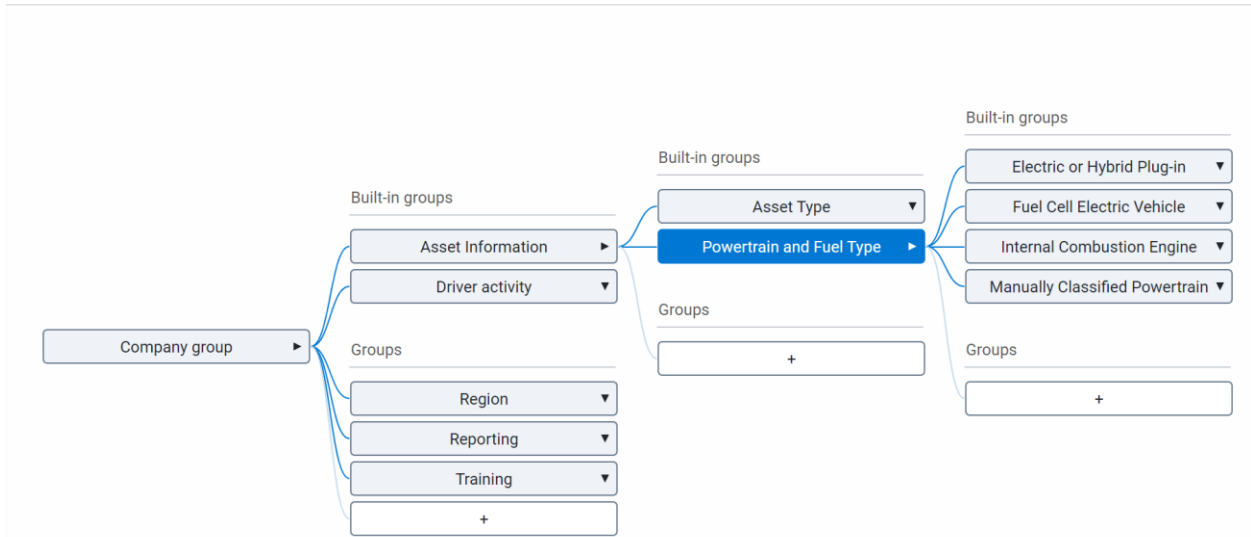 Company group
Built-in groups
Asset Information
Driver activity
Groups
Region
Reporting
Training
+
Built-in groups
Asset Type
Powertrain and Fuel Type
Groups
+
Built-in groups
Electric or Hybrid Plug-in
Fuel Cell Electric Vehicle
Internal Combustion Engine
Manually Classified Powertrain
Groups
+